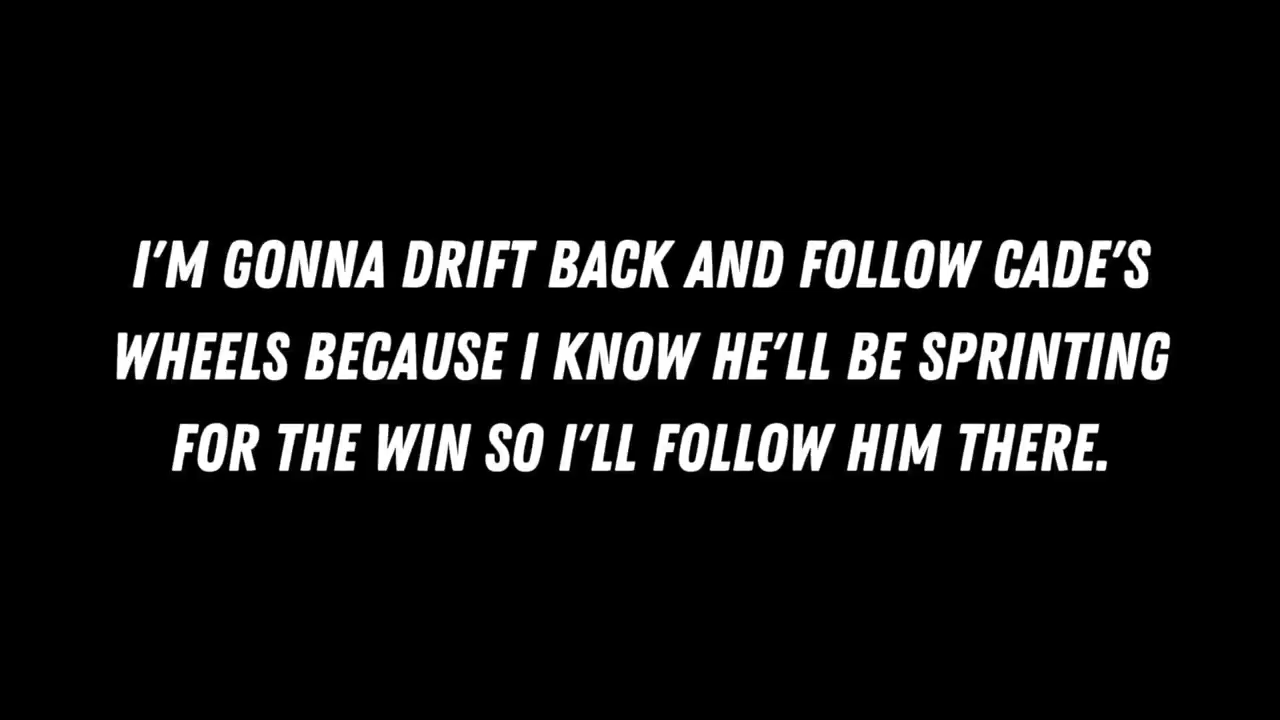 I'M GONNA DRIFT BACK AND FOLLOW CADE'S
WHEELS BECAUSE I KNOW HE'LL BE SPRINTING
FOR THE WIN SO I'LL FOLLOW HIM THERE.